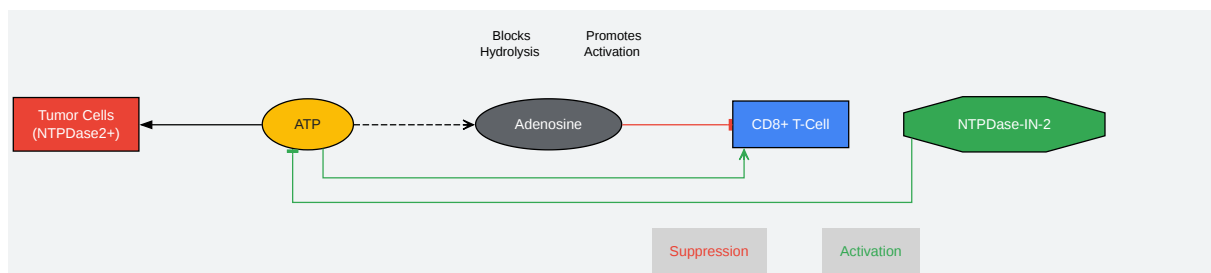 Blocks
Hydrolysis
Promotes
Activation
Tumor Cells
(NTPDase2+)
ATP
Adenosine
CD8+ T-Cell
NTPDase-IN-2
Suppression
Activation